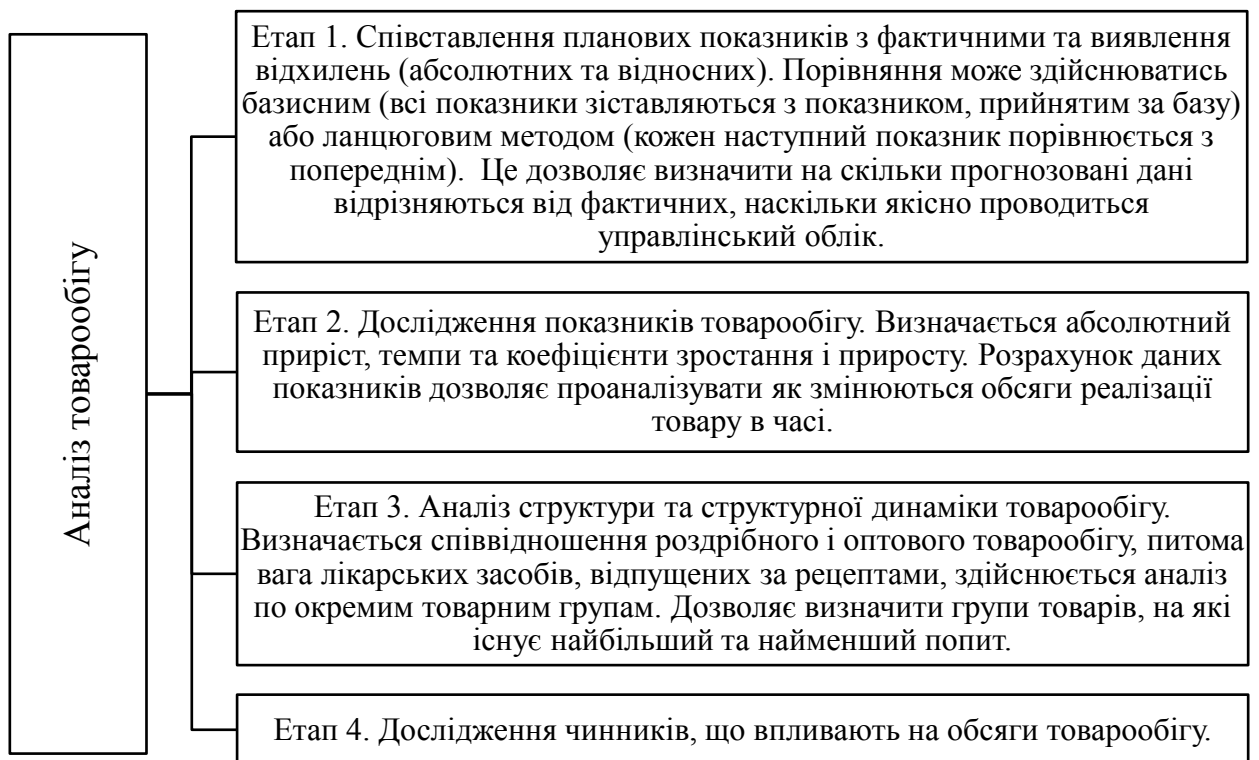 Аналіз товарообігу
Етап 1. Співставлення планових показників з фактичними та виявлення
відхилень (абсолютних та відносних). Порівняння може здійснюватись
базисним (всі показники зіставляються з показником, прийнятим за базу)
або ланцюговим методом (кожен наступний показник порівнюється з
попереднім).  Це дозволяє визначити на скільки прогнозовані дані
відрізняються від фактичних, наскільки якісно проводиться
управлінський облік.
Етап 2. Дослідження показників товарообігу. Визначається абсолютний
приріст, темпи та коефіцієнти зростання і приросту. Розрахунок даних
показників дозволяє проаналізувати як змінюються обсяги реалізації
товару в часі.
Етап 3. Аналіз структури та структурної динаміки товарообігу.
Визначається співвідношення роздрібного і оптового товарообігу, питома
вага лікарських засобів, відпущених за рецептами, здійснюється аналіз
по окремим товарним групам. Дозволяє визначити групи товарів, на які
існує найбільший та найменший попит.
Етап 4. Дослідження чинників, що впливають на обсяги товарообігу.